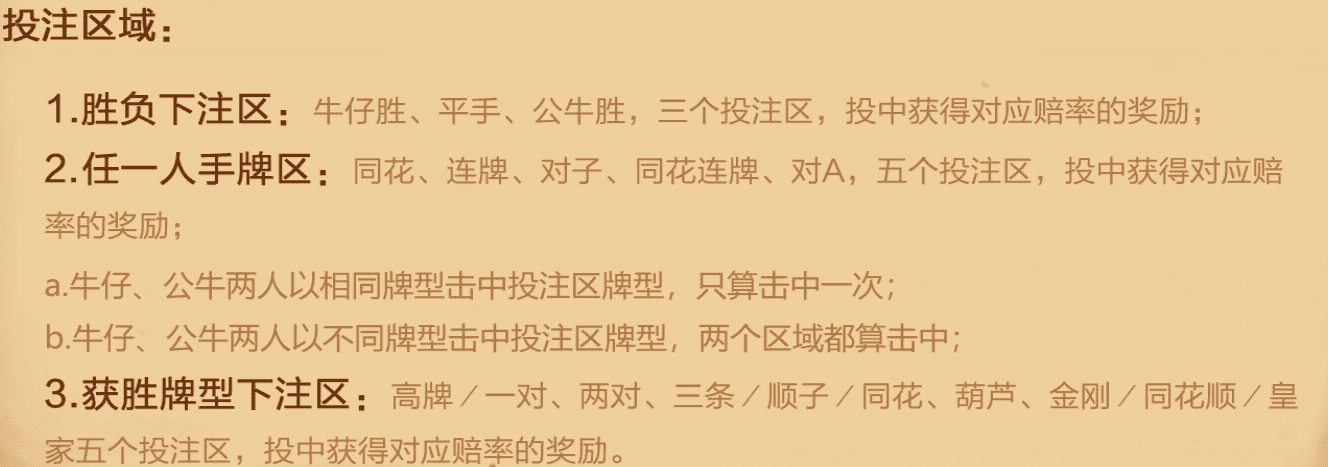 投注区域：
1.胜负下注区：牛仔胜、平手、公牛胜，三个投注区，投中获得对应赔率的奖励；
2.任一人手牌区：同花、连牌、对子、同花连牌、对A，五个投注区，投中获得对应赔
率的奖励；
a.牛仔、公牛两人以相同牌型击中投注区牌型，只算击中一次；
b.牛仔、公牛两人以不同牌型击中投注区牌型，两个区域都算击中；
3.获胜牌型下注区：高牌／一对、两对、三条／顺子／同花、葫芦、金刚／同花顺／皇
家五个投注区，投中获得对应赔率的奖励。